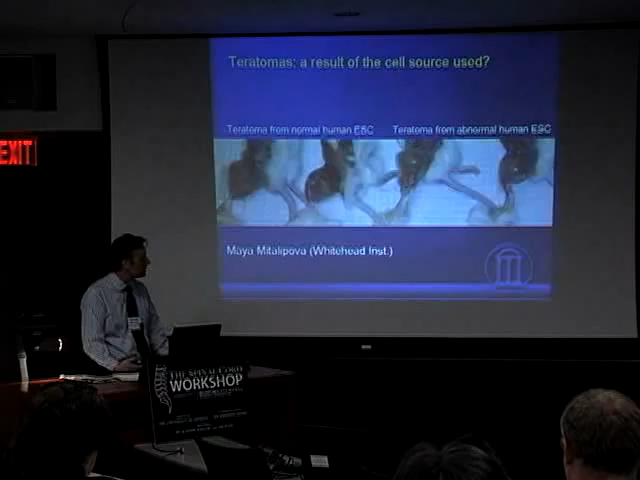 Teratomas: a result of the cell source used?
Teratoma from normal human ESC
Teratoma from abnormal human ESC
EXIT
Maya Mitalipova (Whitehead Inst.)
THE SPINAL CORD
WORKSHOP